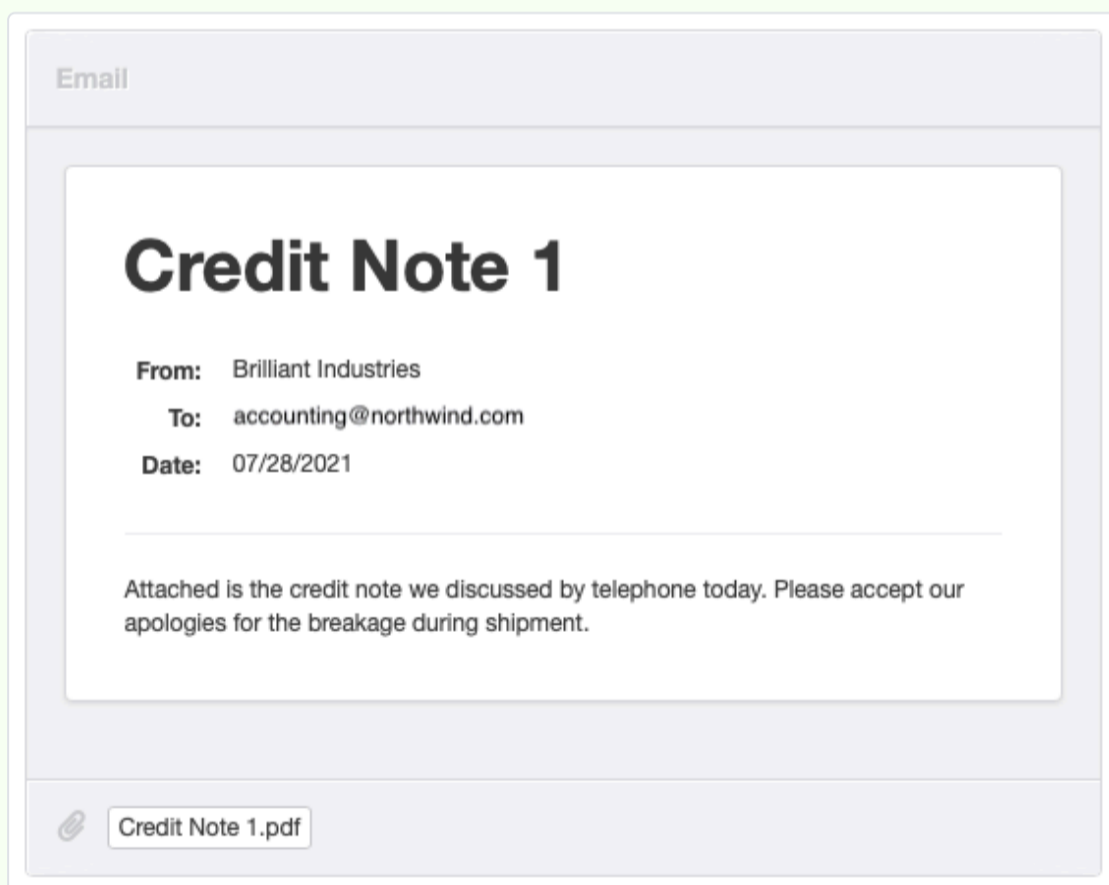 Email
Credit Note 1
From: Brilliant Industries
To: accounting@northwind.com
Date: 07/28/2021
Attached is the credit note we discussed by telephone today. Please accept our
apologies for the breakage during shipment.
Credit Note 1.pdf